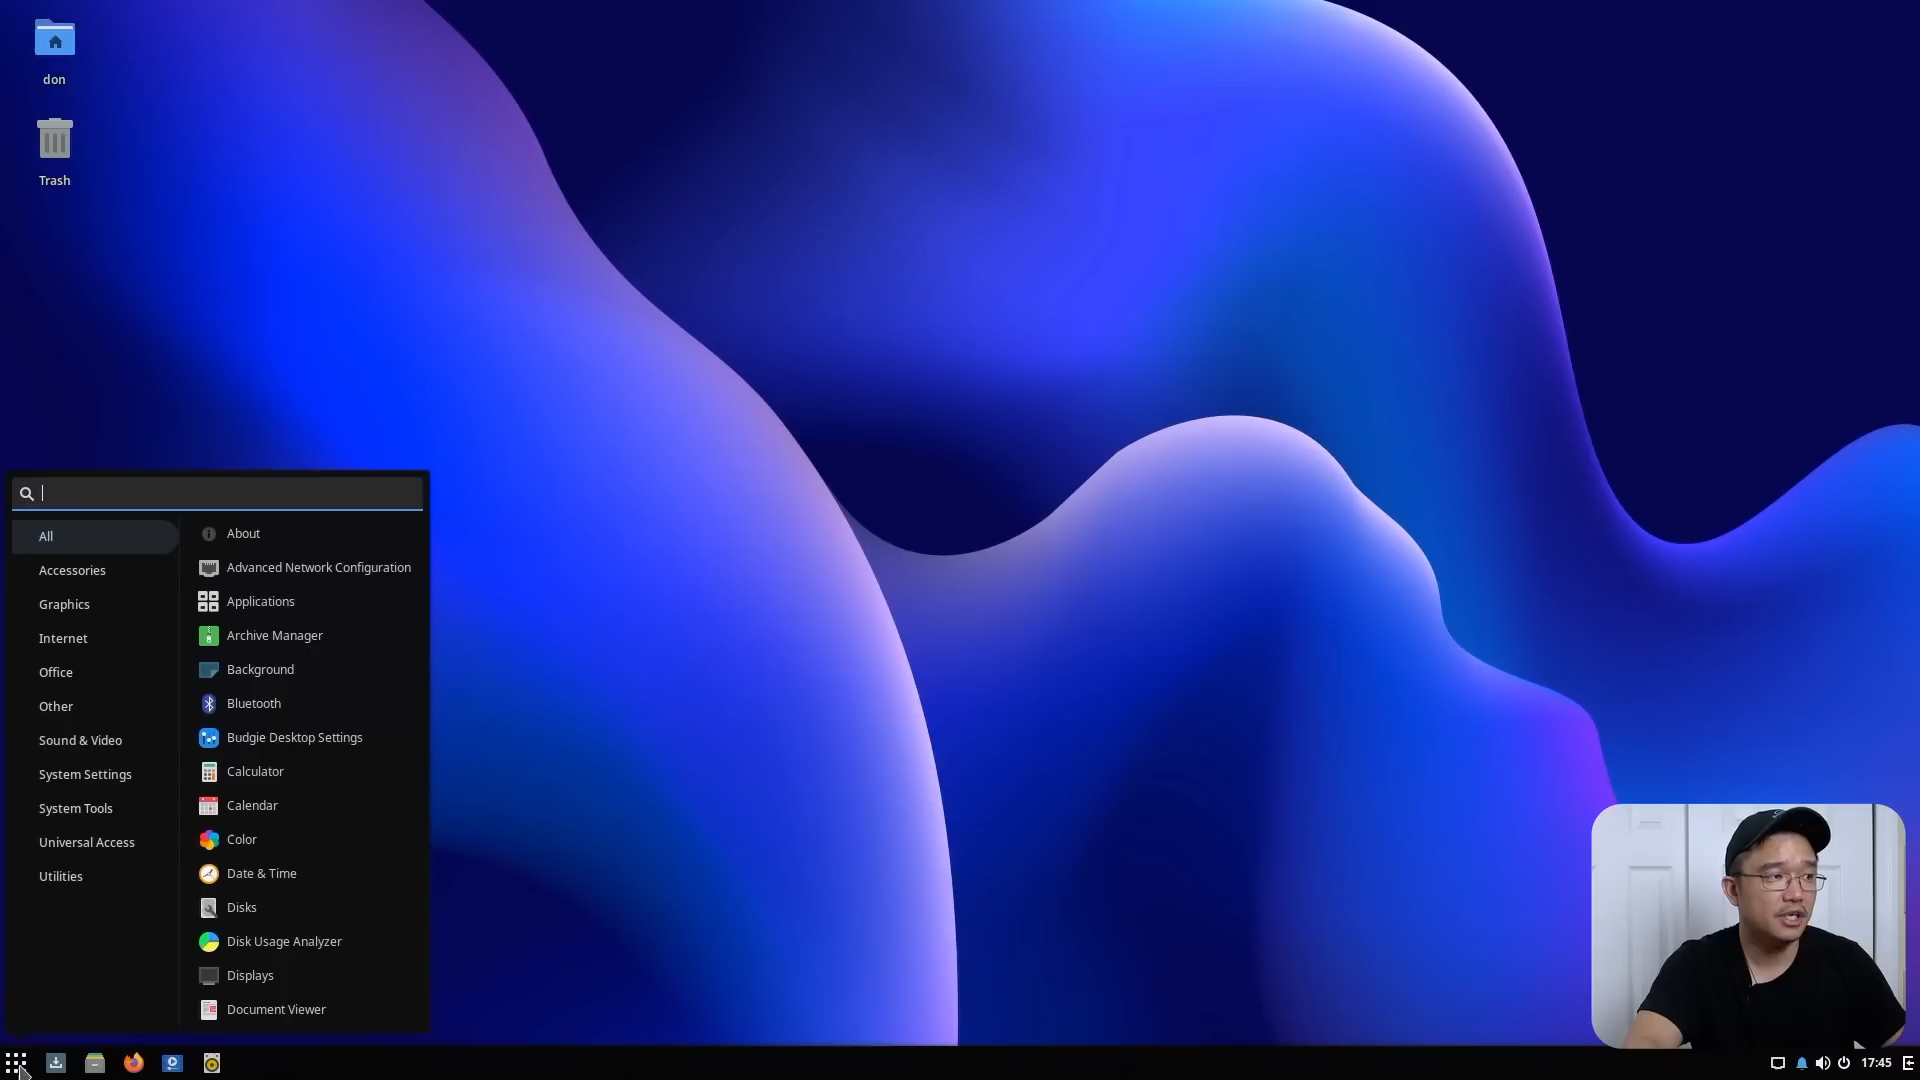 don
Trash
All
Accessories
Graphics
Internet
Office
Other
Sound & Video
System Settings
System Tools
Universal Access
Utilities
About
Advanced Network Configuration
Applications
Archive Manager
Background
Bluetooth
Budgie Desktop Settings
Calculator
Calendar
Color
Date & Time
Disks
Disk Usage Analyzer
Displays
Document Viewer
17:45